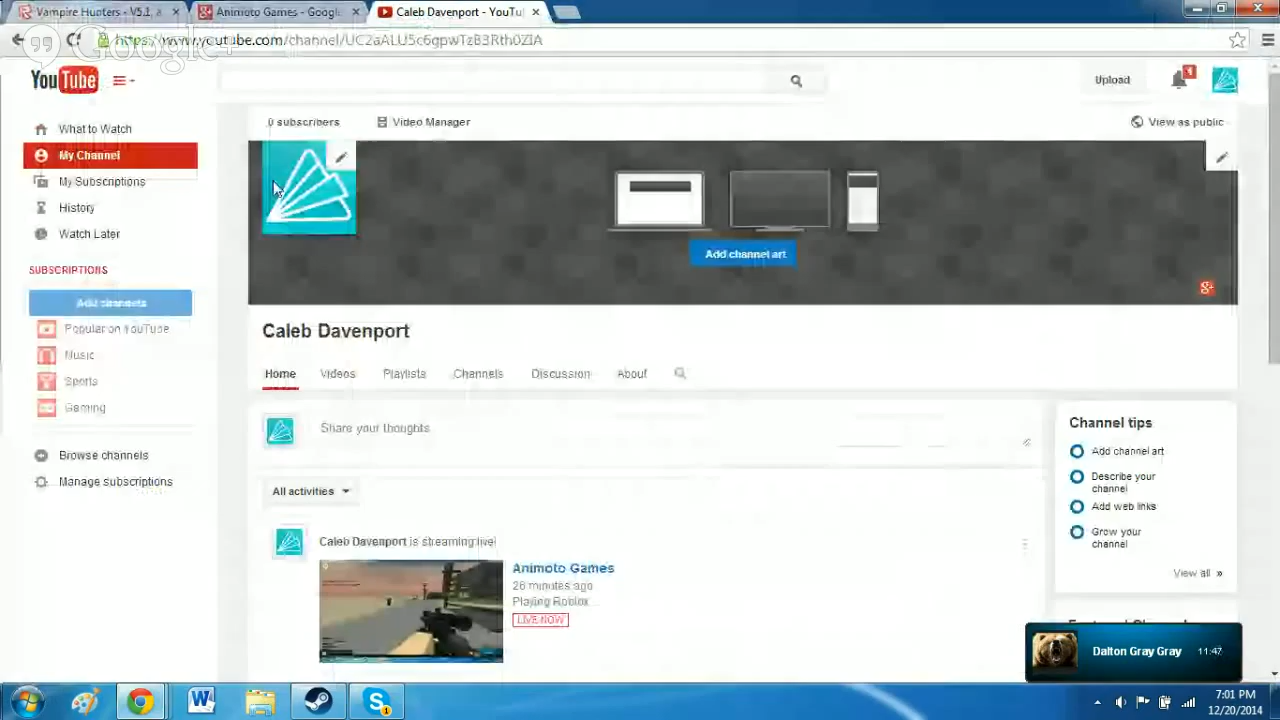 Vampire Hunters - V5.1, a
Animoto Games - Googl
Caleb Davenport - YouTu
https://www.youtube.com/channel/UC2aALU5c6gpwTzB3Rth0ZIA
Google+
YouTube
Upload
1
What to Watch
My Channel
My Subscriptions
History
Watch Later
SUBSCRIPTIONS
Add channels
Popular on YouTube
Music
Sports
Gaming
Browse channels
Manage subscriptions
0 subscribers
Video Manager
View as public
Add channel art
g+
Caleb Davenport
Home Videos Playlists Channels Discussion About
Share your thoughts
All activities
Caleb Davenport is streaming live!
Animoto Games
26 minutes ago
Playing Roblox
LIVE NOW
Channel tips
Add channel art
Describe your
channel
Add web links
Grow your
channel
View all »
Dalton Gray Gray 11:47
7:01 PM
12/20/2014